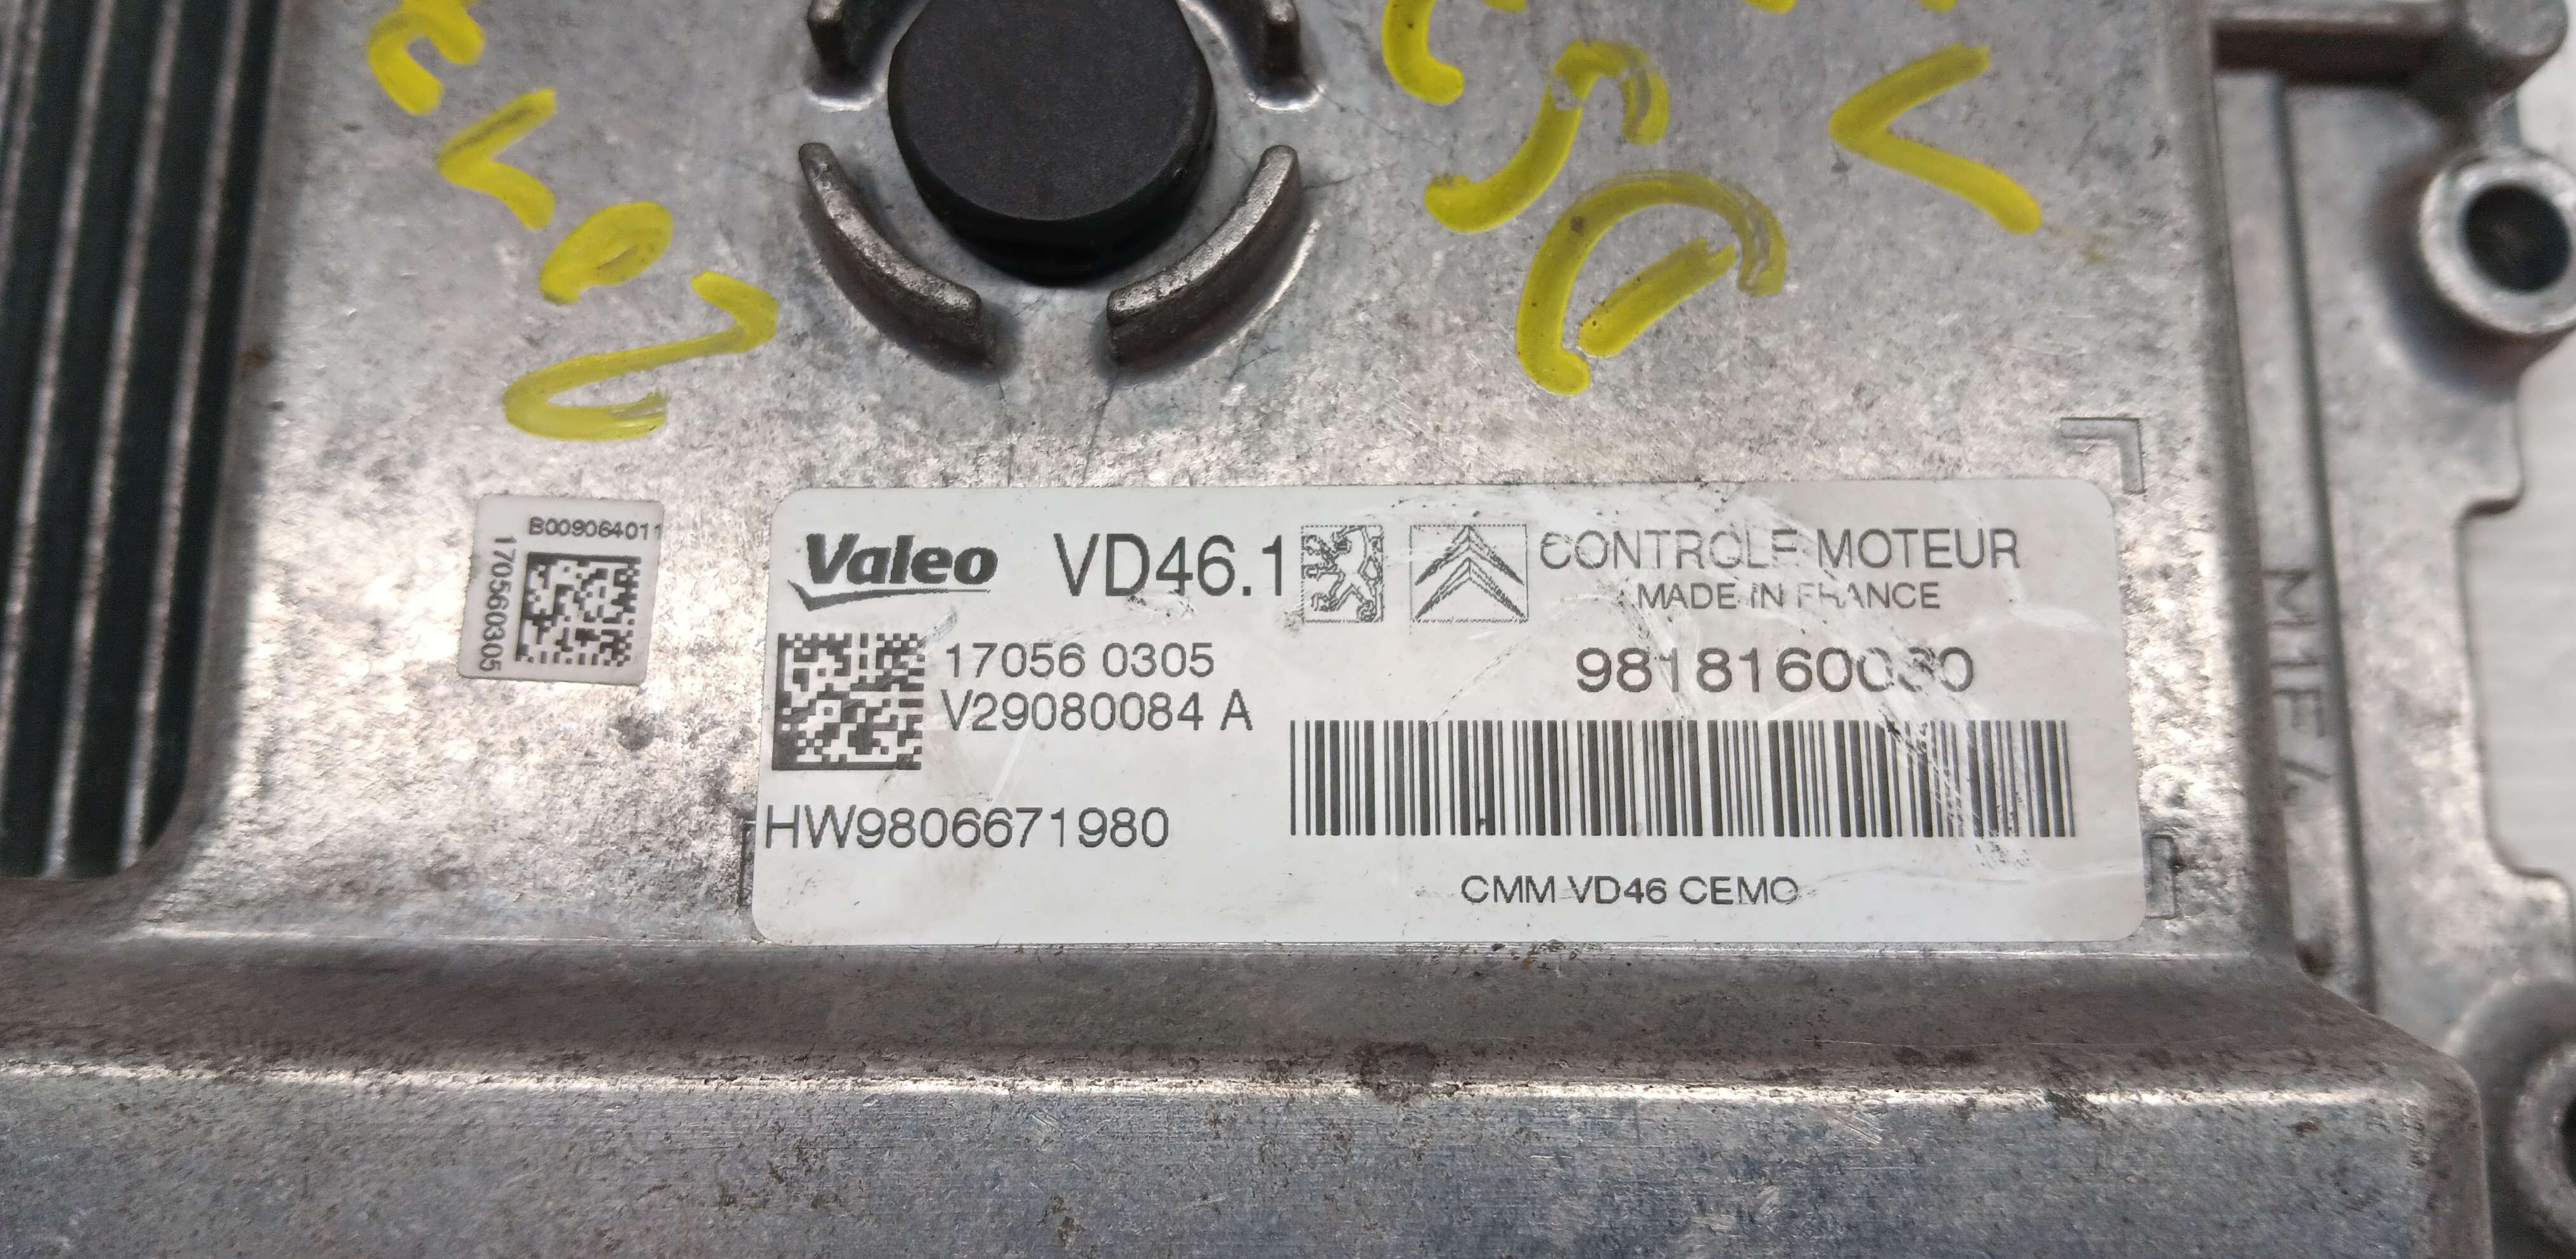 B009064011
170560305
Valeo VD46.1 CONTROLE MOTEUR
MADE IN FRANCE
17056 0305
V29080084 A
HW9806671980
CMM VD46 CEMO